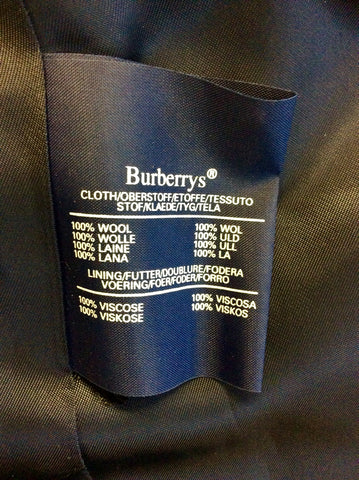 Burberrys®
CLOTH/OBERSTOFF/ETOFFE/TESSUTO
STOF/KLAEDE/TYG/TELA
100% WOOL 100% WOL
100% WOLLE 100% ULD
100% LAINE 100% ULL
100% LANA 100% LA
LINING/FUTTER/DOUBLURE/FODERA
VOERING/FOER/FODER/FORRO
100% VISCOSE 100% VISCOSA
100% VISKOSE 100% VISKOS